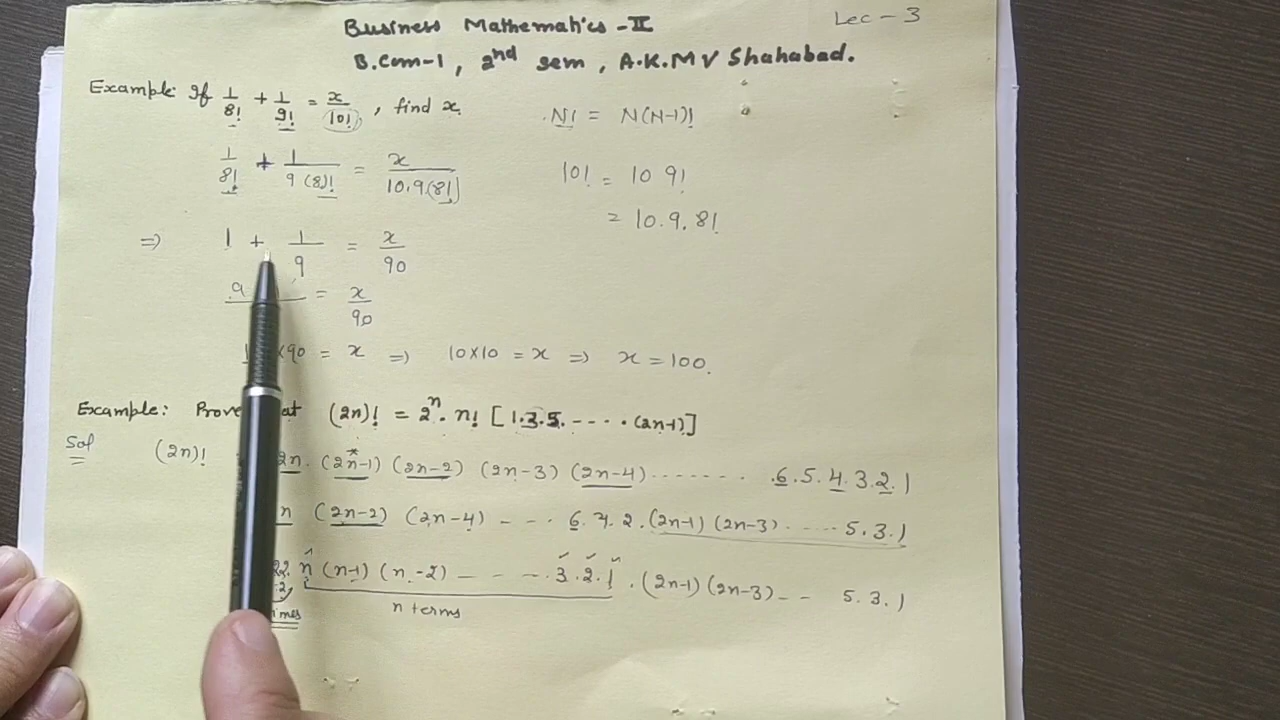 Lec - 3
Business Mathematics - II
B.Com-1, 2nd sem, A.K.M V Shahabad.
Example: If 1/8! + 1/9! = x/10!, find x.
N! = N(N-1)!
1/8! + 1/9(8)! = x/10.9(8!)
10! = 10 9!
= 10.9.8!
⇒ 1 + 1/9 = x/90
9 = x/90
×90 = x ⇒ 10×10 = x ⇒ x = 100.
Example: Prove (2n)! = 2^n. n! [1.3.5. - - - . (2n-1)]
Sol (2n)! 2n. (2n-1) (2n-2) (2n-3) (2n-4) ....... .6.5.4.3.2.1
n (2n-2) (2n-4) - - .. 6.4.2.(2n-1) (2n-3) ..... 5.3.1
n (n-1) (n-2) - - - - .3.2.1 . (2n-1) (2n-3) - - 5.3.1
n terms